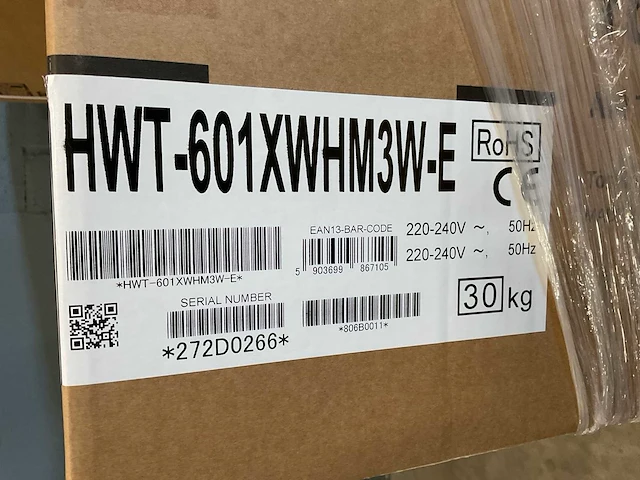 HWT-601XWHM3W-E
RoHS
CE
EAN13-BAR-CODE
220-240V ~, 50Hz
220-240V ~, 50Hz
*HWT-601XWHM3W-E*
5 903699 867105
30 kg
SERIAL NUMBER
*272D0266*
*806B0011*